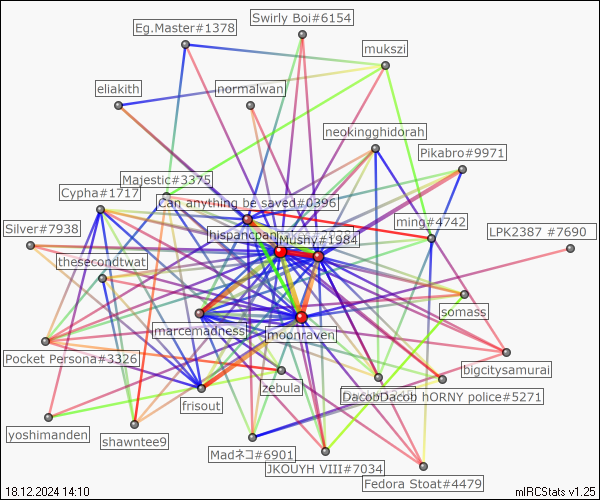 Swirly Boi#6154
Eg.Master#1378
mukszi
eliakith
normalwan
neokingghidorah
Pikabro#9971
Majestic#3375
Cypha#1717
Can anything be saved#0396
ming#4742
Silver#7938
Mushy#1984
LPK2387 #7690
thesecondtwat
somass
marcemadness
moonraven
Pocket Persona#3326
bigcitysamurai
zebula
DacobDacob hORNY police#5271
frisout
yoshimanden
shawntee9
Madネコ#6901
JKOUYH VIII#7034
Fedora Stoat#4479
18.12.2024 14:10
mIRCStats v1.25